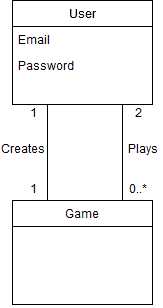 User
Email
Password
1 2
Creates Plays
1 0..*
Game